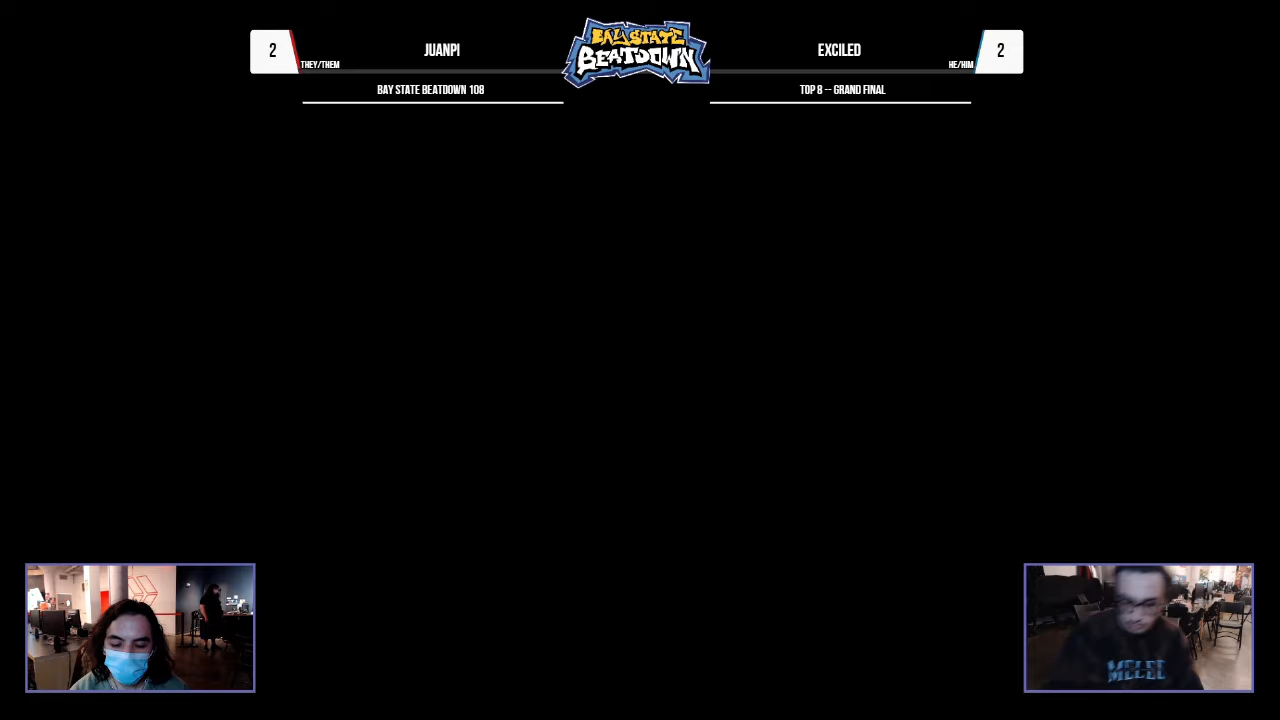 2
JUANPI
THEY/THEM
BAY STATE
BEATDOWN
EXCILED
HE/HIM
2
BAY STATE BEATDOWN 108
TOP 8 -- GRAND FINAL
MELEE